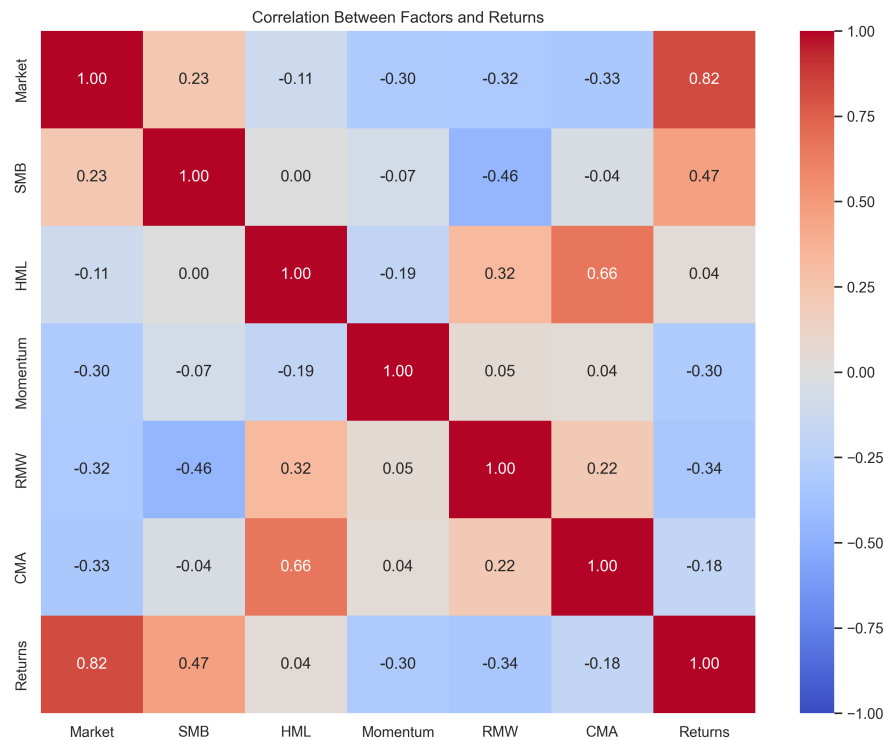 Correlation Between Factors and Returns
Market 1.00 0.23 -0.11 -0.30 -0.32 -0.33 0.82
SMB 0.23 1.00 0.00 -0.07 -0.46 -0.04 0.47
HML -0.11 0.00 1.00 -0.19 0.32 0.66 0.04
Momentum -0.30 -0.07 -0.19 1.00 0.05 0.04 -0.30
RMW -0.32 -0.46 0.32 0.05 1.00 0.22 -0.34
CMA -0.33 -0.04 0.66 0.04 0.22 1.00 -0.18
Returns 0.82 0.47 0.04 -0.30 -0.34 -0.18 1.00
Market SMB HML Momentum RMW CMA Returns
1.00
0.75
0.50
0.25
0.00
−0.25
−0.50
−0.75
−1.00